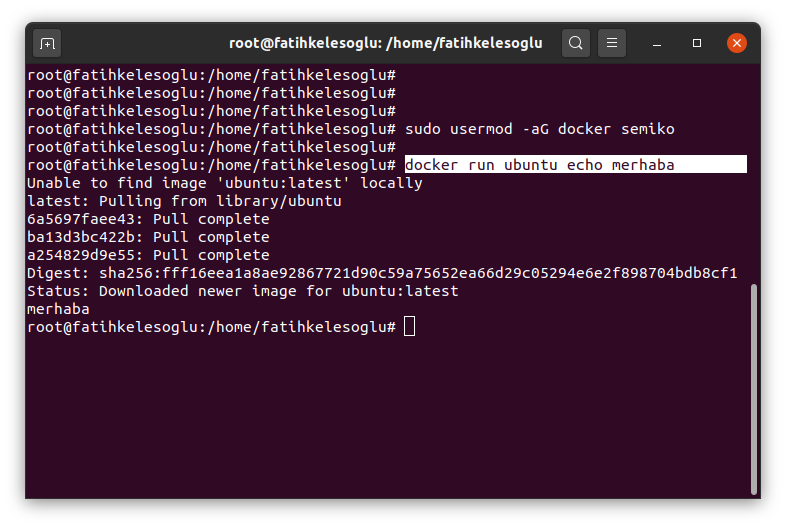 root@fatihkelesoglu: /home/fatihkelesoglu
root@fatihkelesoglu:/home/fatihkelesoglu#
root@fatihkelesoglu:/home/fatihkelesoglu#
root@fatihkelesoglu:/home/fatihkelesoglu#
root@fatihkelesoglu:/home/fatihkelesoglu# sudo usermod -aG docker semiko
root@fatihkelesoglu:/home/fatihkelesoglu#
root@fatihkelesoglu:/home/fatihkelesoglu# docker run ubuntu echo merhaba
Unable to find image 'ubuntu:latest' locally
latest: Pulling from library/ubuntu
6a5697faee43: Pull complete
ba13d3bc422b: Pull complete
a254829d9e55: Pull complete
Digest: sha256:fff16eea1a8ae92867721d90c59a75652ea66d29c05294e6e2f898704bdb8cf1
Status: Downloaded newer image for ubuntu:latest
merhaba
root@fatihkelesoglu:/home/fatihkelesoglu#